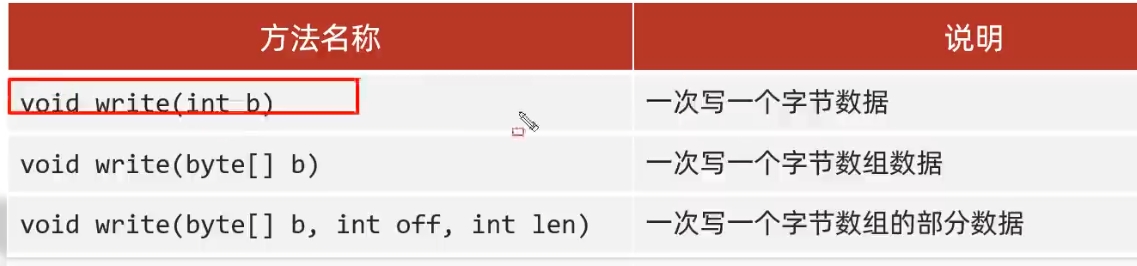 方法名称 说明
void write(int b) 一次写一个字节数据
void write(byte[] b) 一次写一个字节数组数据
void write(byte[] b, int off, int len) 一次写一个字节数组的部分数据